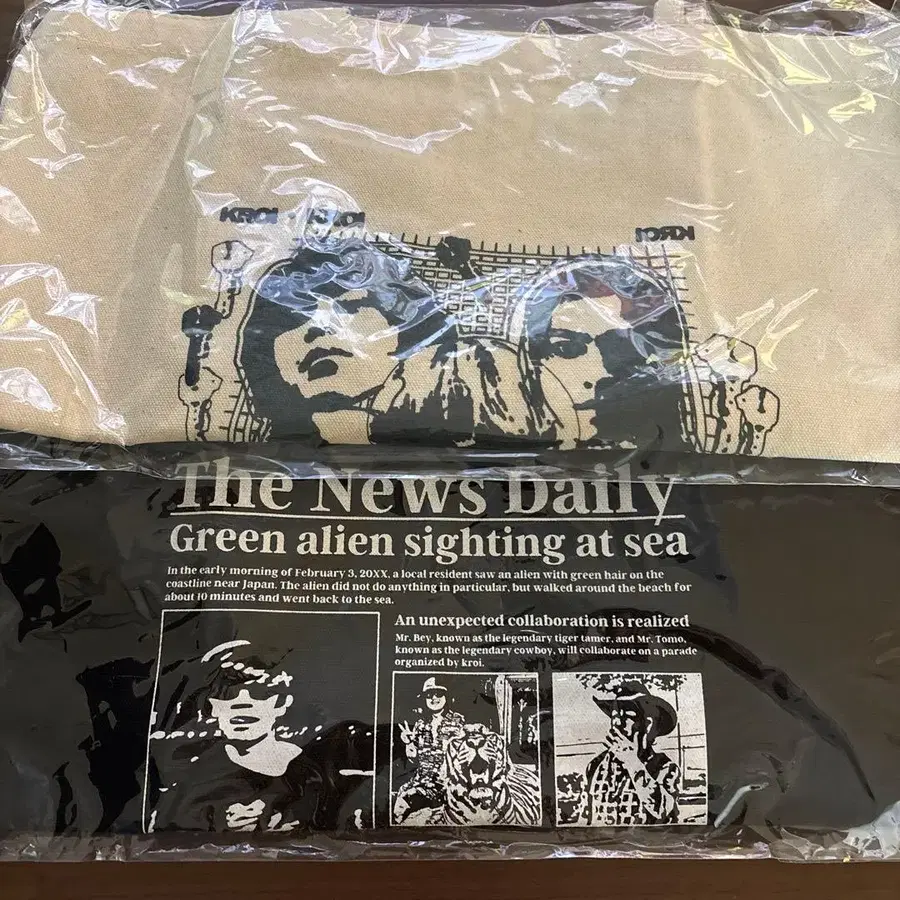 KROI KROI KROI
The News Daily
Green alien sighting at sea
In the early morning of February 3, 20XX, a local resident saw an alien with green hair on the
coastline near Japan. The alien did not do anything in particular, but walked around the beach for
about 10 minutes and went back to the sea.
An unexpected collaboration is realized
Mr. Bey, known as the legendary tiger tamer, and Mr. Tomo,
known as the legendary cowboy, will collaborate on a parade
organized by kroi.